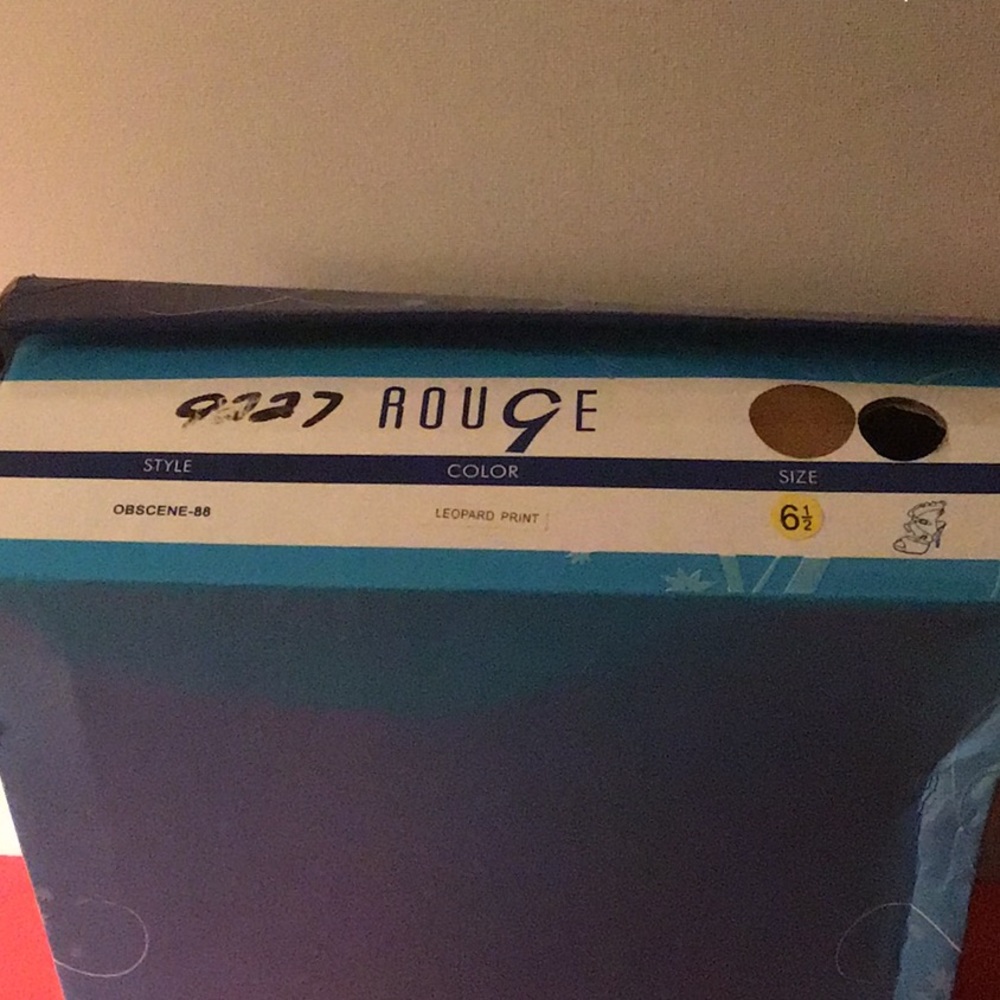 9227 ROUGE
STYLE COLOR SIZE
OBSCENE-88 LEOPARD PRINT 6½